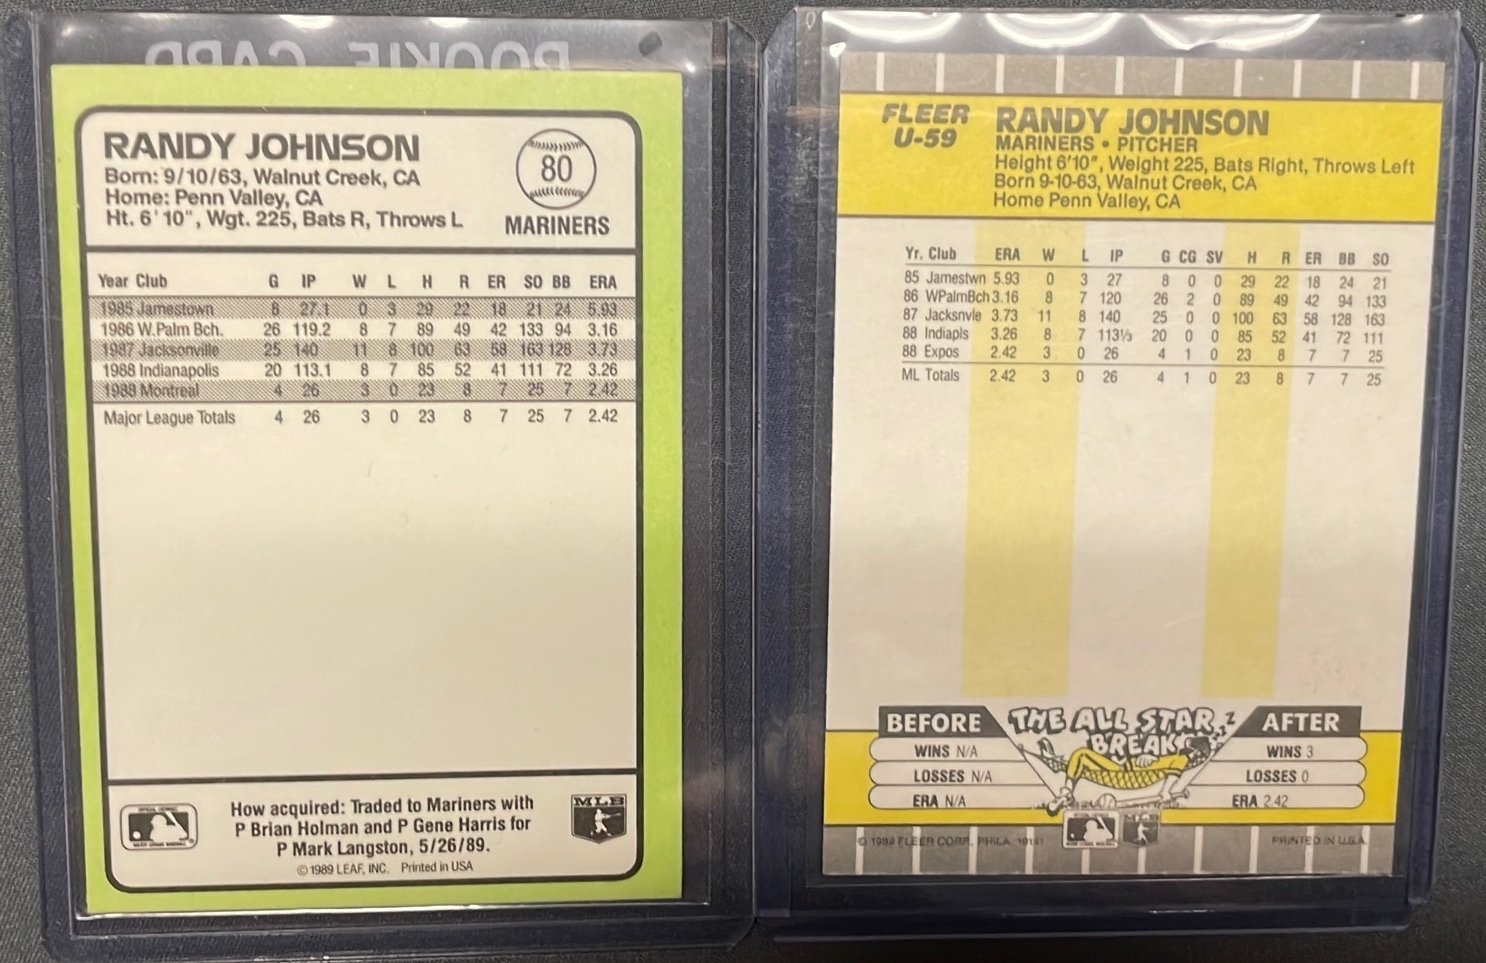 ROOKIE CARD
RANDY JOHNSON
Born: 9/10/63, Walnut Creek, CA
Home: Penn Valley, CA
Ht. 6'10", Wgt. 225, Bats R, Throws L
80
MARINERS
Year Club G IP W L H R ER SO BB ERA
1985 Jamestown 8 27.1 0 3 29 22 18 21 24 5.93
1986 W.Palm Bch. 26 119.2 8 7 89 49 42 133 94 3.16
1987 Jacksonville 25 140 11 8 100 63 58 163 128 3.73
1988 Indianapolis 20 113.1 8 7 85 52 41 111 72 3.26
1988 Montreal 4 26 3 0 23 8 7 25 7 2.42
Major League Totals 4 26 3 0 23 8 7 25 7 2.42
How acquired: Traded to Mariners with
P Brian Holman and P Gene Harris for
P Mark Langston, 5/26/89.
© 1989 LEAF, INC. Printed in USA
MLB
FLEER
U-59
RANDY JOHNSON
MARINERS • PITCHER
Height 6'10", Weight 225, Bats Right, Throws Left
Born 9-10-63, Walnut Creek, CA
Home Penn Valley, CA
Yr. Club ERA W L IP G CG SV H R ER BB SO
85 Jamestwn 5.93 0 3 27 8 0 0 29 22 18 24 21
86 WPalmBch 3.16 8 7 120 26 2 0 89 49 42 94 133
87 Jacksnvle 3.73 11 8 140 25 0 0 100 63 58 128 163
88 Indiapls 3.26 8 7 113⅓ 20 0 0 85 52 41 72 111
88 Expos 2.42 3 0 26 4 1 0 23 8 7 7 25
ML Totals 2.42 3 0 26 4 1 0 23 8 7 7 25
BEFORE THE ALL STAR BREAK AFTER
WINS N/A WINS 3
LOSSES N/A LOSSES 0
ERA N/A ERA 2.42
© 1989 FLEER CORP., PHILA. 19141
PRINTED IN U.S.A.
MLB